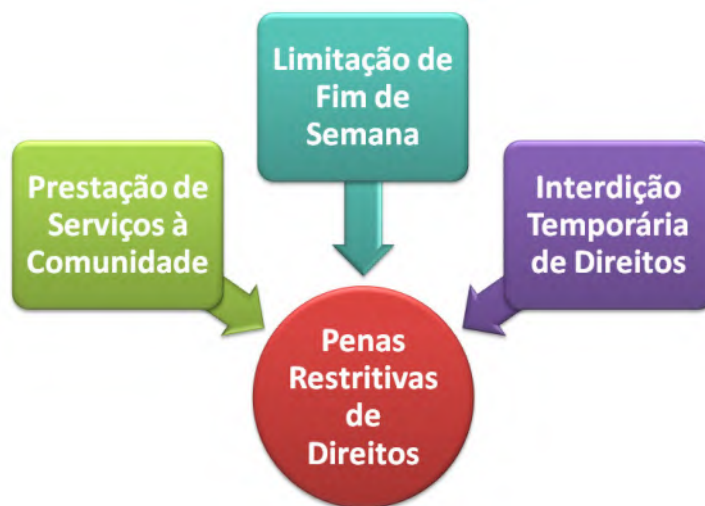 Limitação de
Fim de
Semana
Prestação de
Serviços à
Comunidade
Interdição
Temporária
de Direitos
Penas
Restritivas
de
Direitos